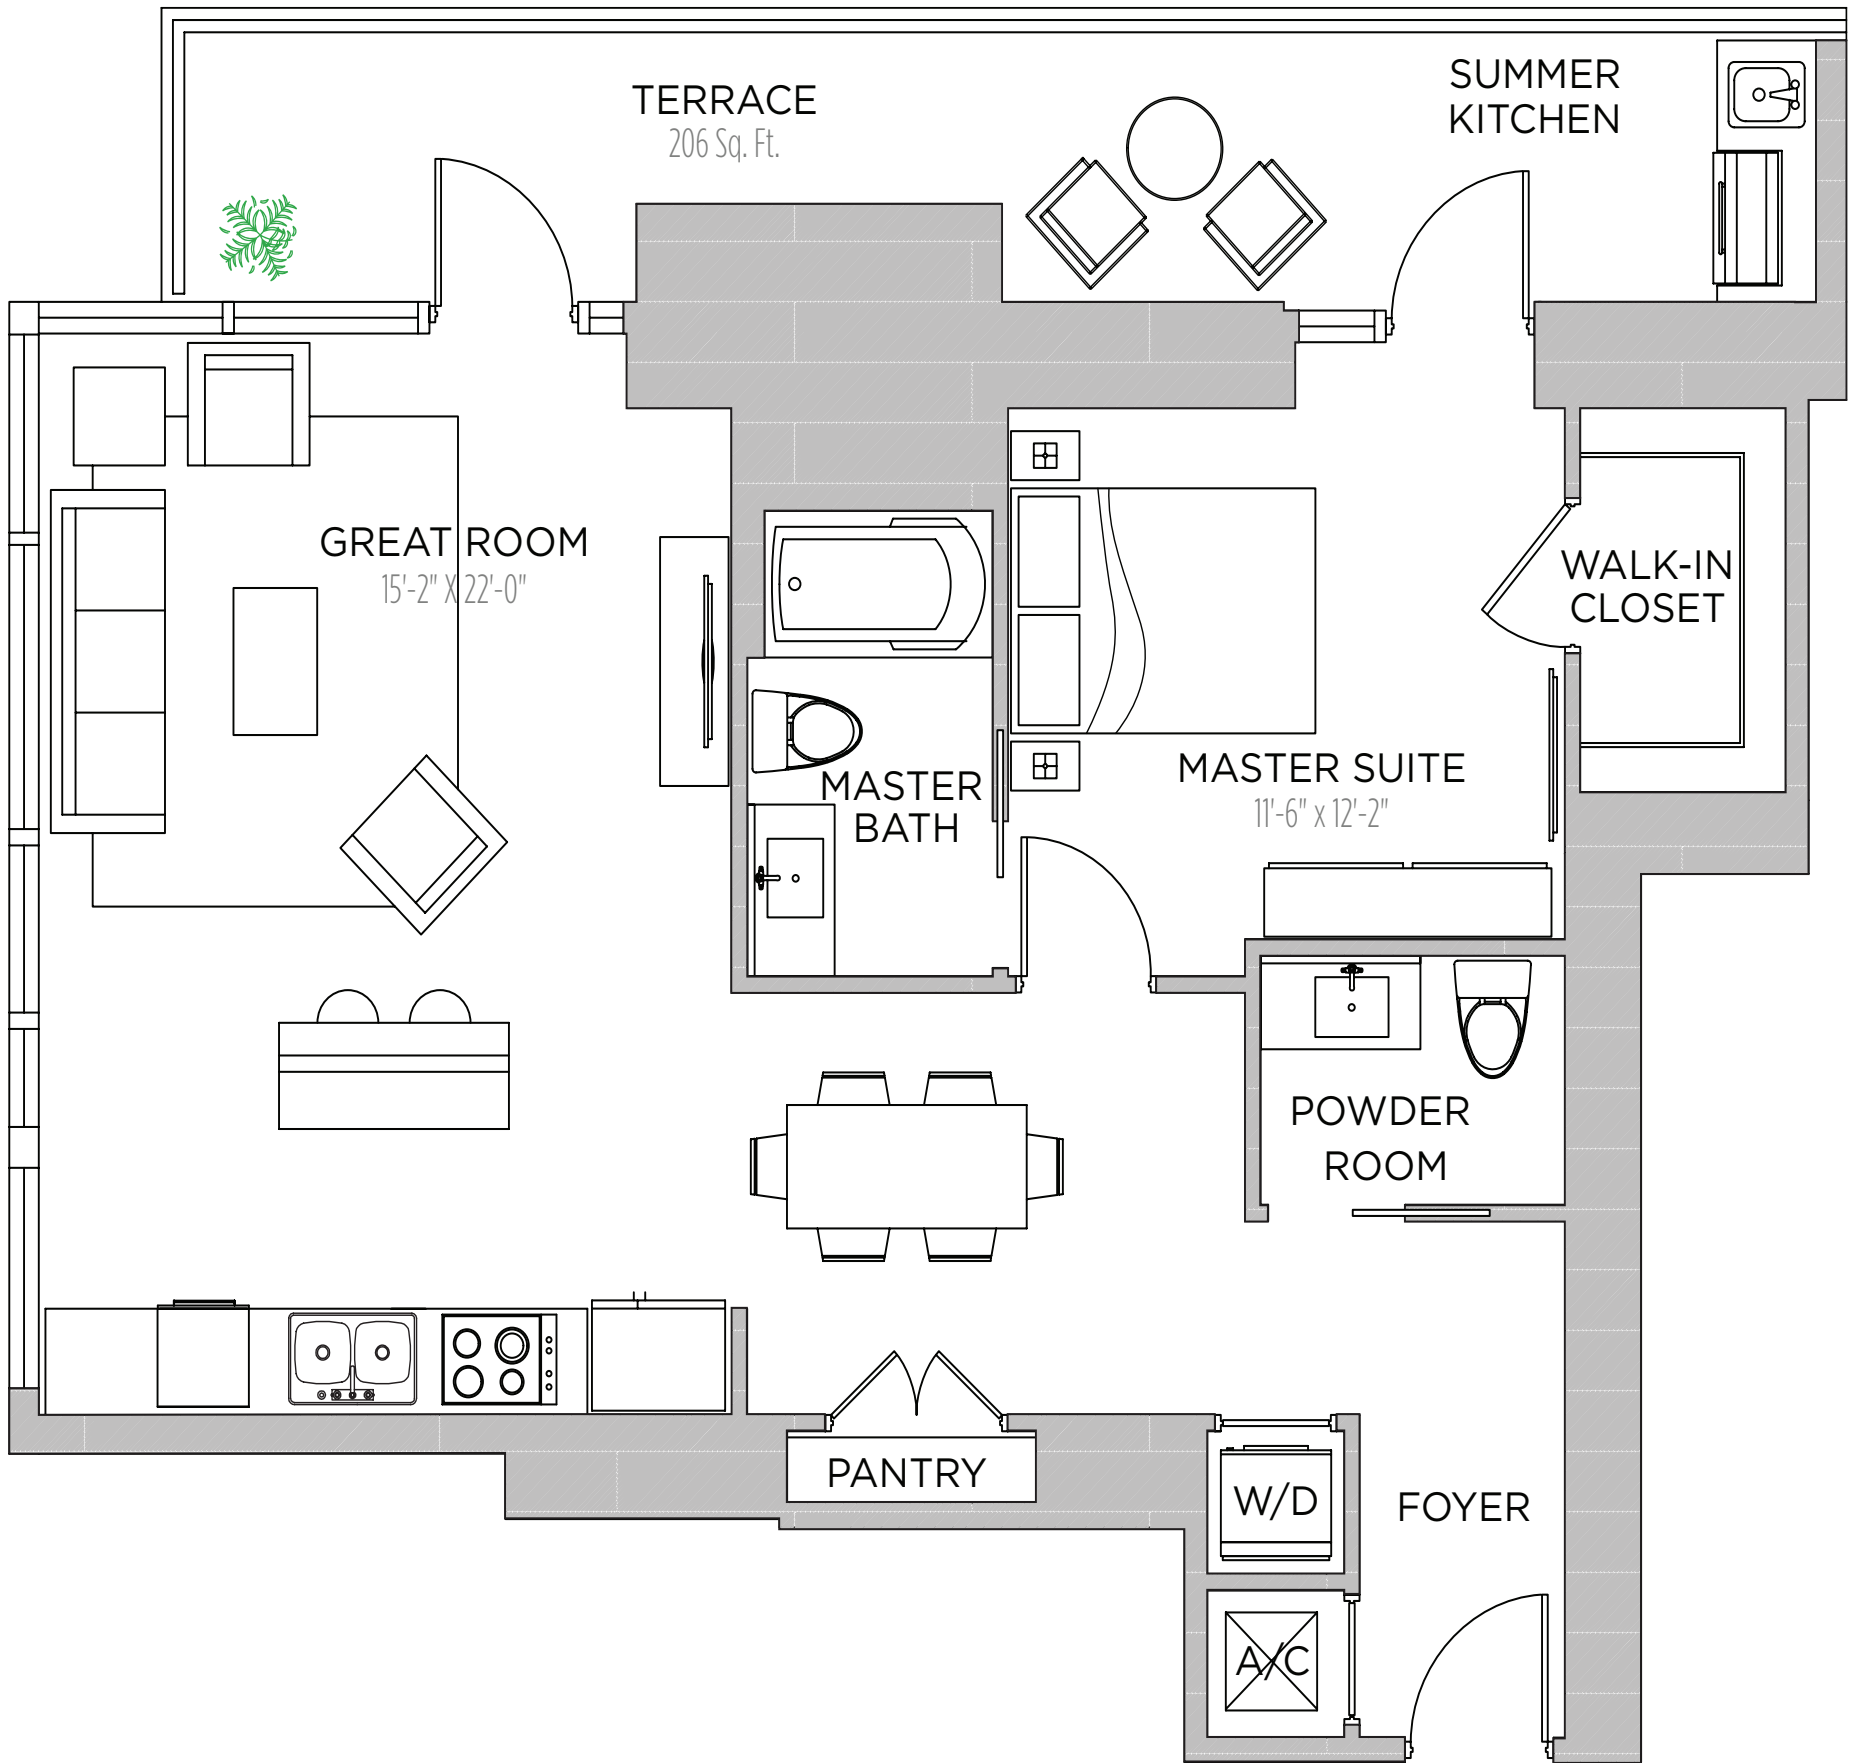 TERRACE
206 Sq. Ft.
SUMMER
KITCHEN
GREAT ROOM
15'-2" X 22'-0"
WALK-IN
CLOSET
MASTER
BATH
MASTER SUITE
11'-6" x 12'-2"
POWDER
ROOM
PANTRY
W/D
FOYER
A/C